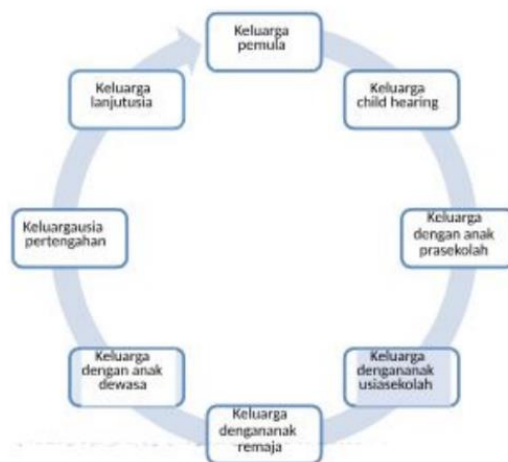 Keluarga
pemula
Keluarga
child hearing
Keluarga
dengan anak
prasekolah
Keluarga
dengananak
usiasekolah
Keluarga
dengananak
remaja
Keluarga
dengan anak
dewasa
Keluargausia
pertengahan
Keluarga
lanjutusia